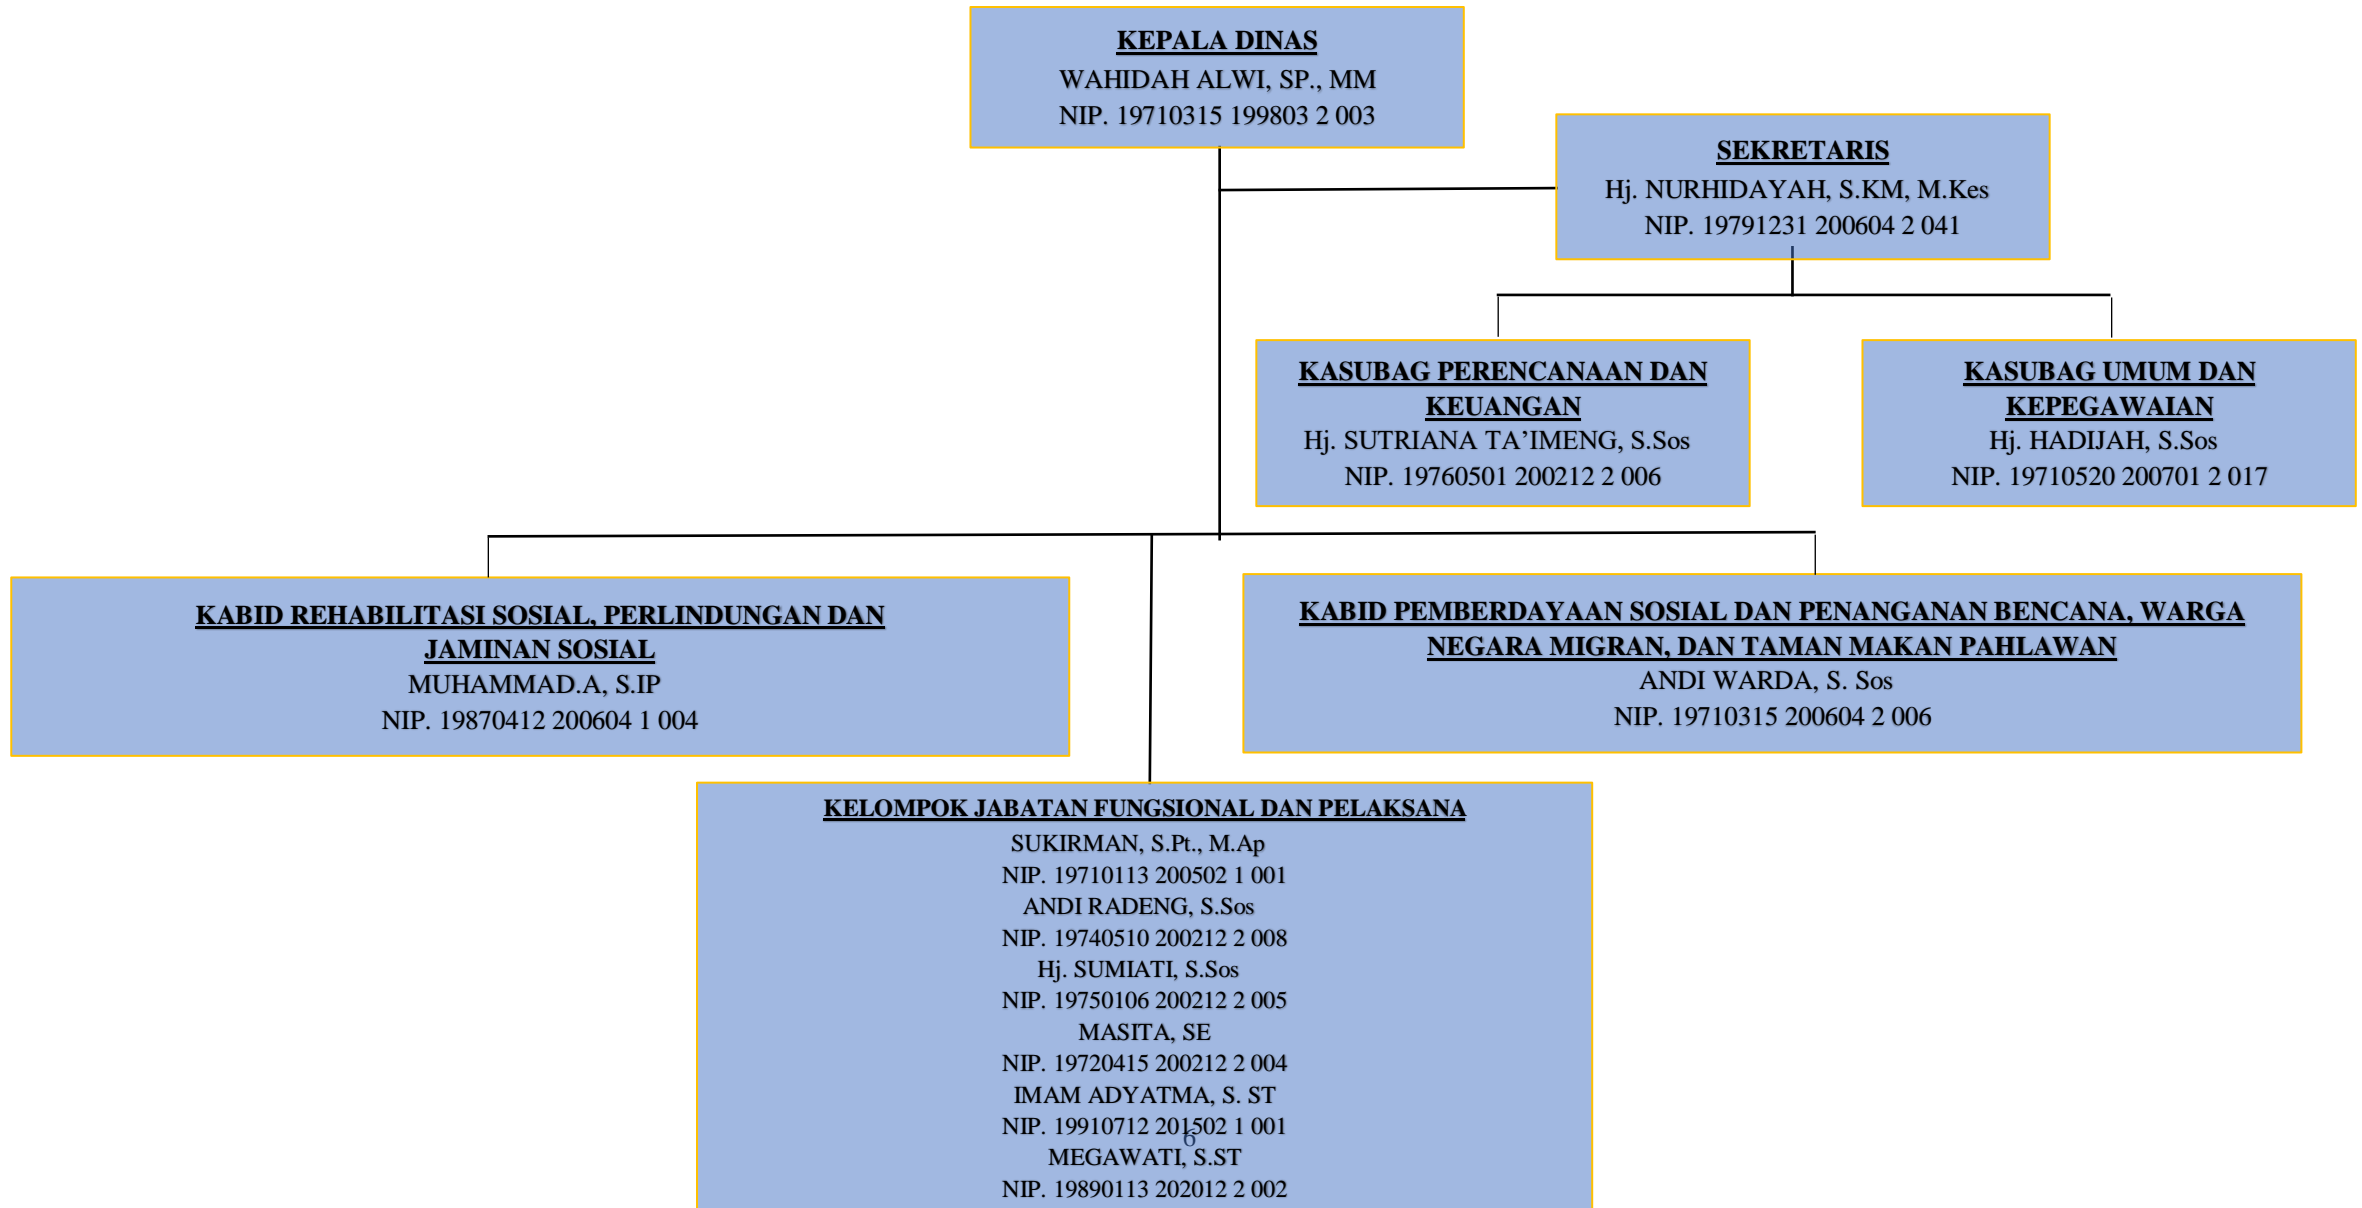 KEPALA DINAS
WAHIDAH ALWI, SP., MM
NIP. 19710315 199803 2 003
SEKRETARIS
Hj. NURHIDAYAH, S.KM, M.Kes
NIP. 19791231 200604 2 041
KASUBAG PERENCANAAN DAN
KEUANGAN
Hj. SUTRIANA TA’IMENG, S.Sos
NIP. 19760501 200212 2 006
KASUBAG UMUM DAN
KEPEGAWAIAN
Hj. HADIJAH, S.Sos
NIP. 19710520 200701 2 017
KABID REHABILITASI SOSIAL, PERLINDUNGAN DAN
JAMINAN SOSIAL
MUHAMMAD.A, S.IP
NIP. 19870412 200604 1 004
KABID PEMBERDAYAAN SOSIAL DAN PENANGANAN BENCANA, WARGA
NEGARA MIGRAN, DAN TAMAN MAKAN PAHLAWAN
ANDI WARDA, S. Sos
NIP. 19710315 200604 2 006
KELOMPOK JABATAN FUNGSIONAL DAN PELAKSANA
SUKIRMAN, S.Pt., M.Ap
NIP. 19710113 200502 1 001
ANDI RADENG, S.Sos
NIP. 19740510 200212 2 008
Hj. SUMIATI, S.Sos
NIP. 19750106 200212 2 005
MASITA, SE
NIP. 19720415 200212 2 004
IMAM ADYATMA, S. ST
NIP. 19910712 201502 1 001
6
MEGAWATI, S.ST
NIP. 19890113 202012 2 002